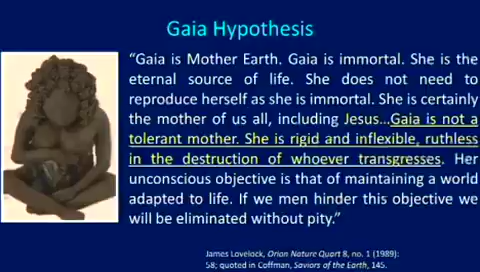 Gaia Hypothesis
“Gaia is Mother Earth. Gaia is immortal. She is the
eternal source of life. She does not need to
reproduce herself as she is immortal. She is certainly
the mother of us all, including Jesus...Gaia is not a
tolerant mother. She is rigid and inflexible, ruthless
in the destruction of whoever transgresses. Her
unconscious objective is that of maintaining a world
adapted to life. If we men hinder this objective we
will be eliminated without pity.”
James Lovelock, Orion Nature Quart 8, no. 1 (1989):
58; quoted in Coffman, Saviors of the Earth, 145.